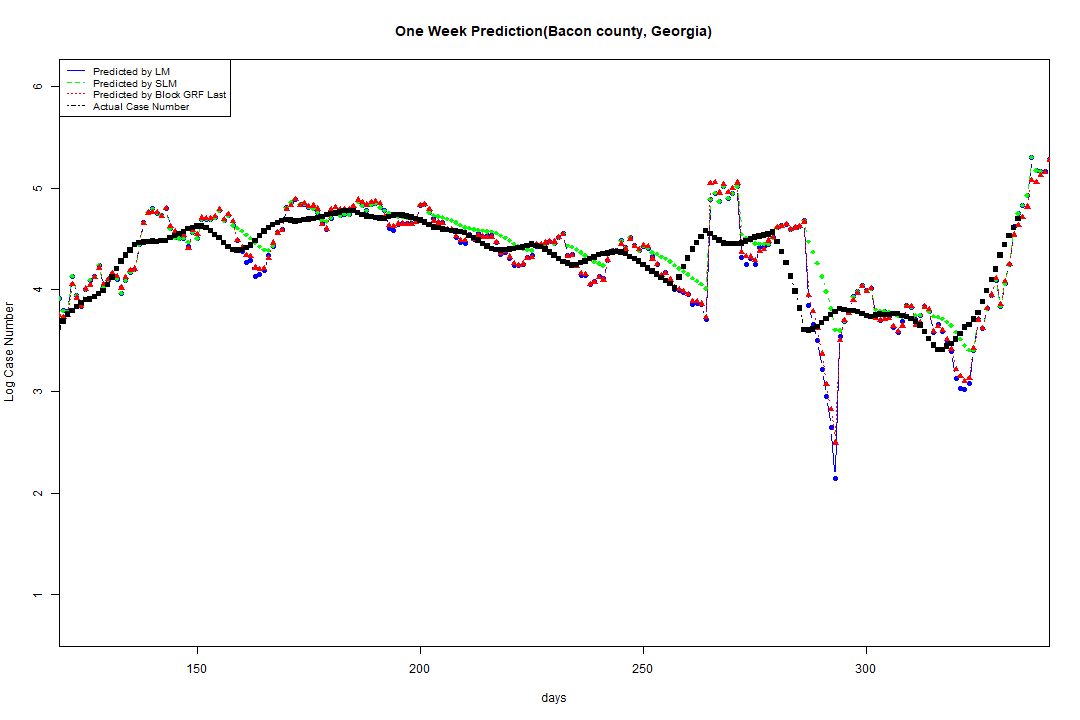 One Week Prediction(Bacon county, Georgia)
Predicted by LM
Predicted by SLM
Predicted by Block GRF Last
Actual Case Number
6
5
4
3
2
1
Log Case Number
150
200
250
300
days